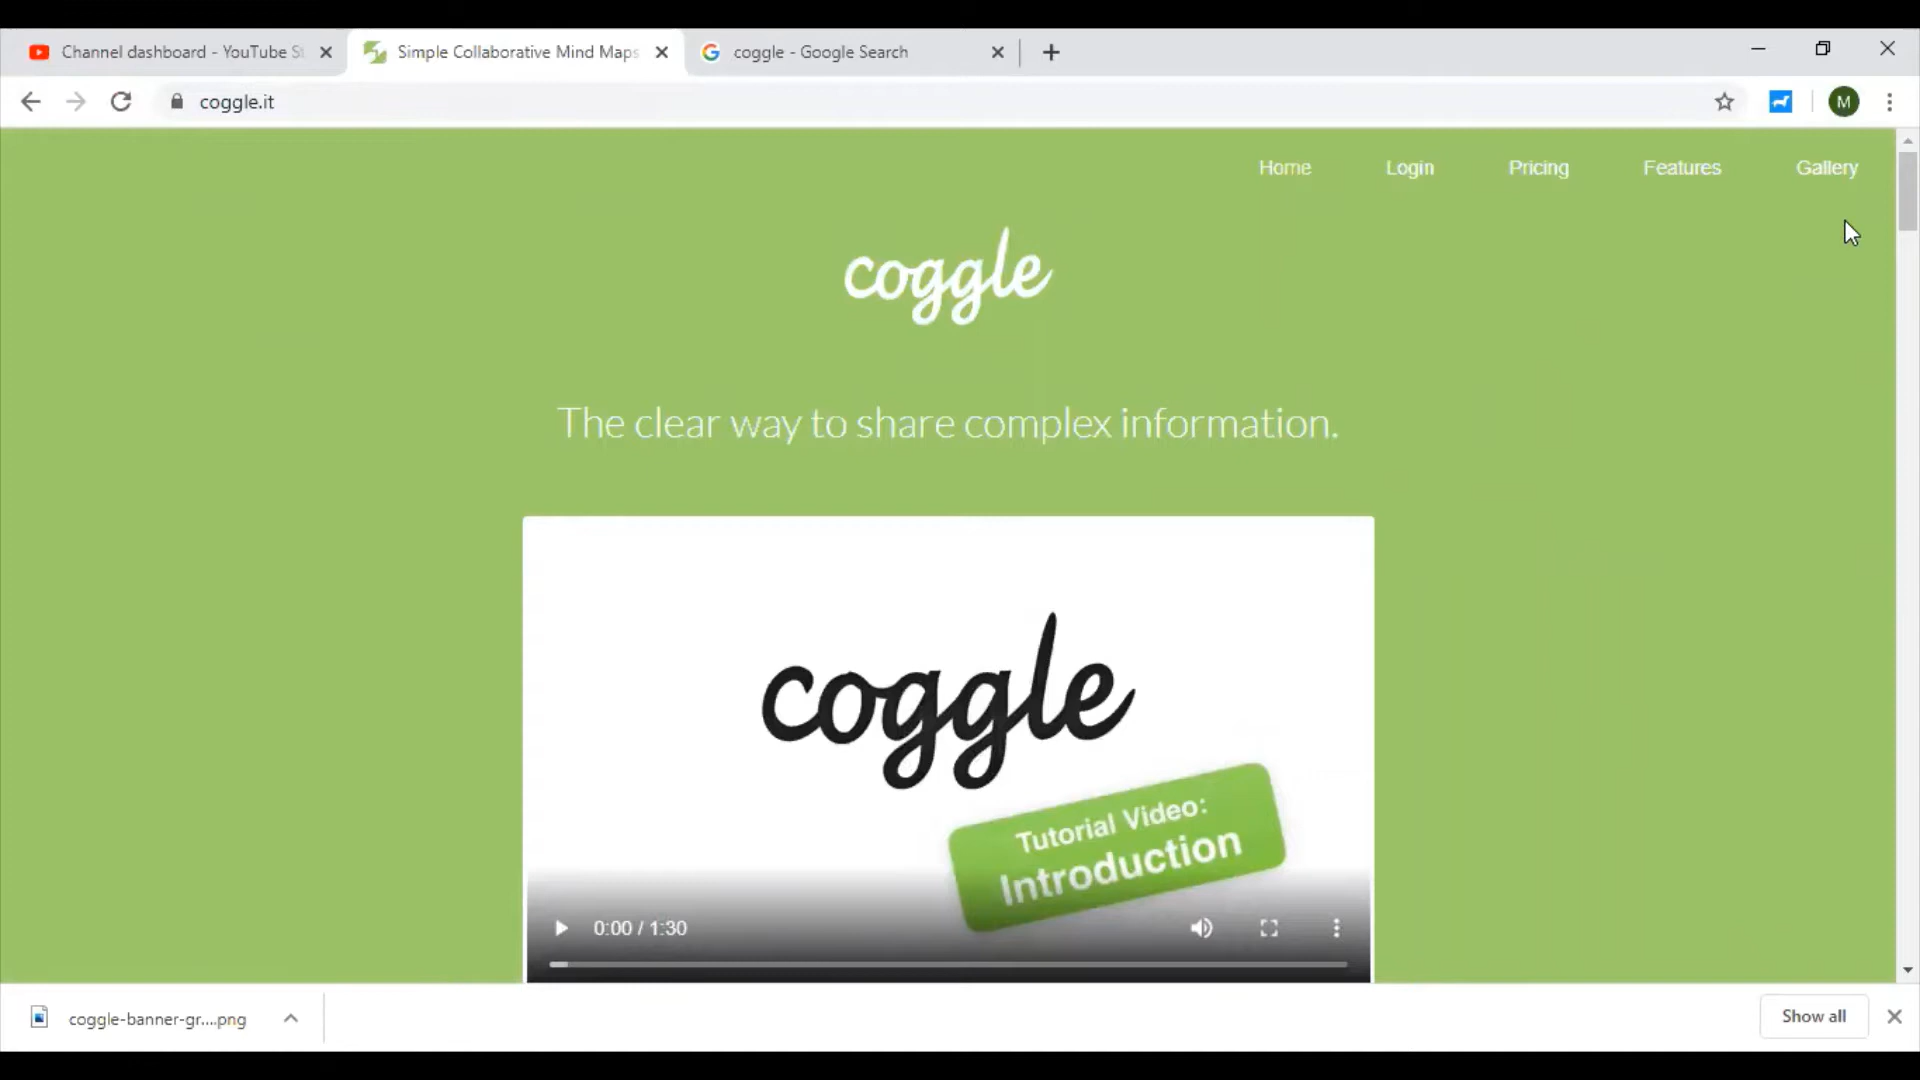 Channel dashboard - YouTube St
Simple Collaborative Mind Maps
coggle - Google Search
coggle.it
M
Home
Login
Pricing
Features
Gallery
coggle
The clear way to share complex information.
coggle
Tutorial Video:
Introduction
0:00 / 1:30
coggle-banner-gr....png
Show all